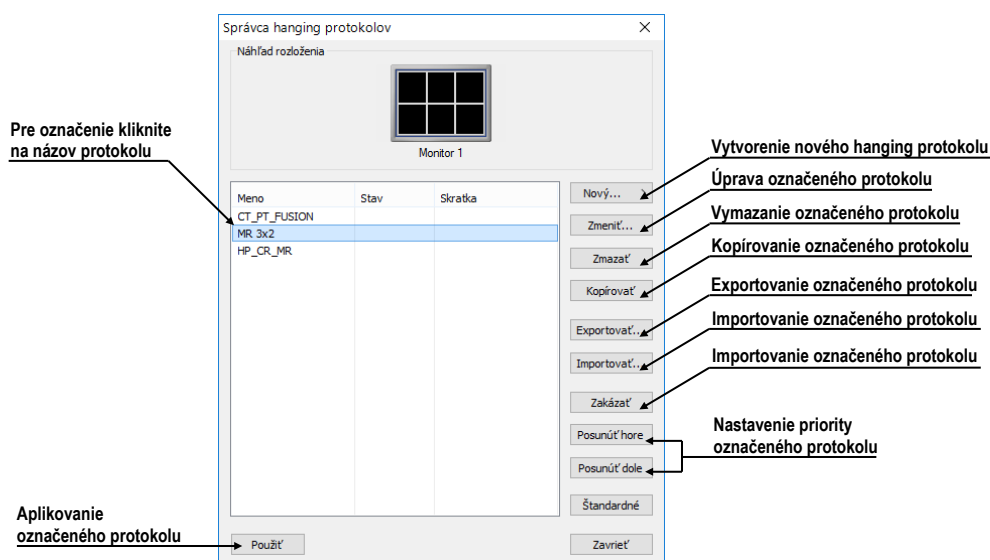 Správca hanging protokolov
Náhľad rozloženia
Monitor 1
Pre označenie kliknite
na názov protokolu
Meno Stav Skratka
CT_PT_FUSION
MR 3x2
HP_CR_MR
Nový...
Zmeniť...
Zmazať
Kopírovať
Exportovať...
Importovať...
Zakázať
Posunúť hore
Posunúť dole
Štandardné
Použiť
Zavrieť
Vytvorenie nového hanging protokolu
Úprava označeného protokolu
Vymazanie označeného protokolu
Kopírovanie označeného protokolu
Exportovanie označeného protokolu
Importovanie označeného protokolu
Importovanie označeného protokolu
Nastavenie priority
označeného protokolu
Aplikovanie
označeného protokolu